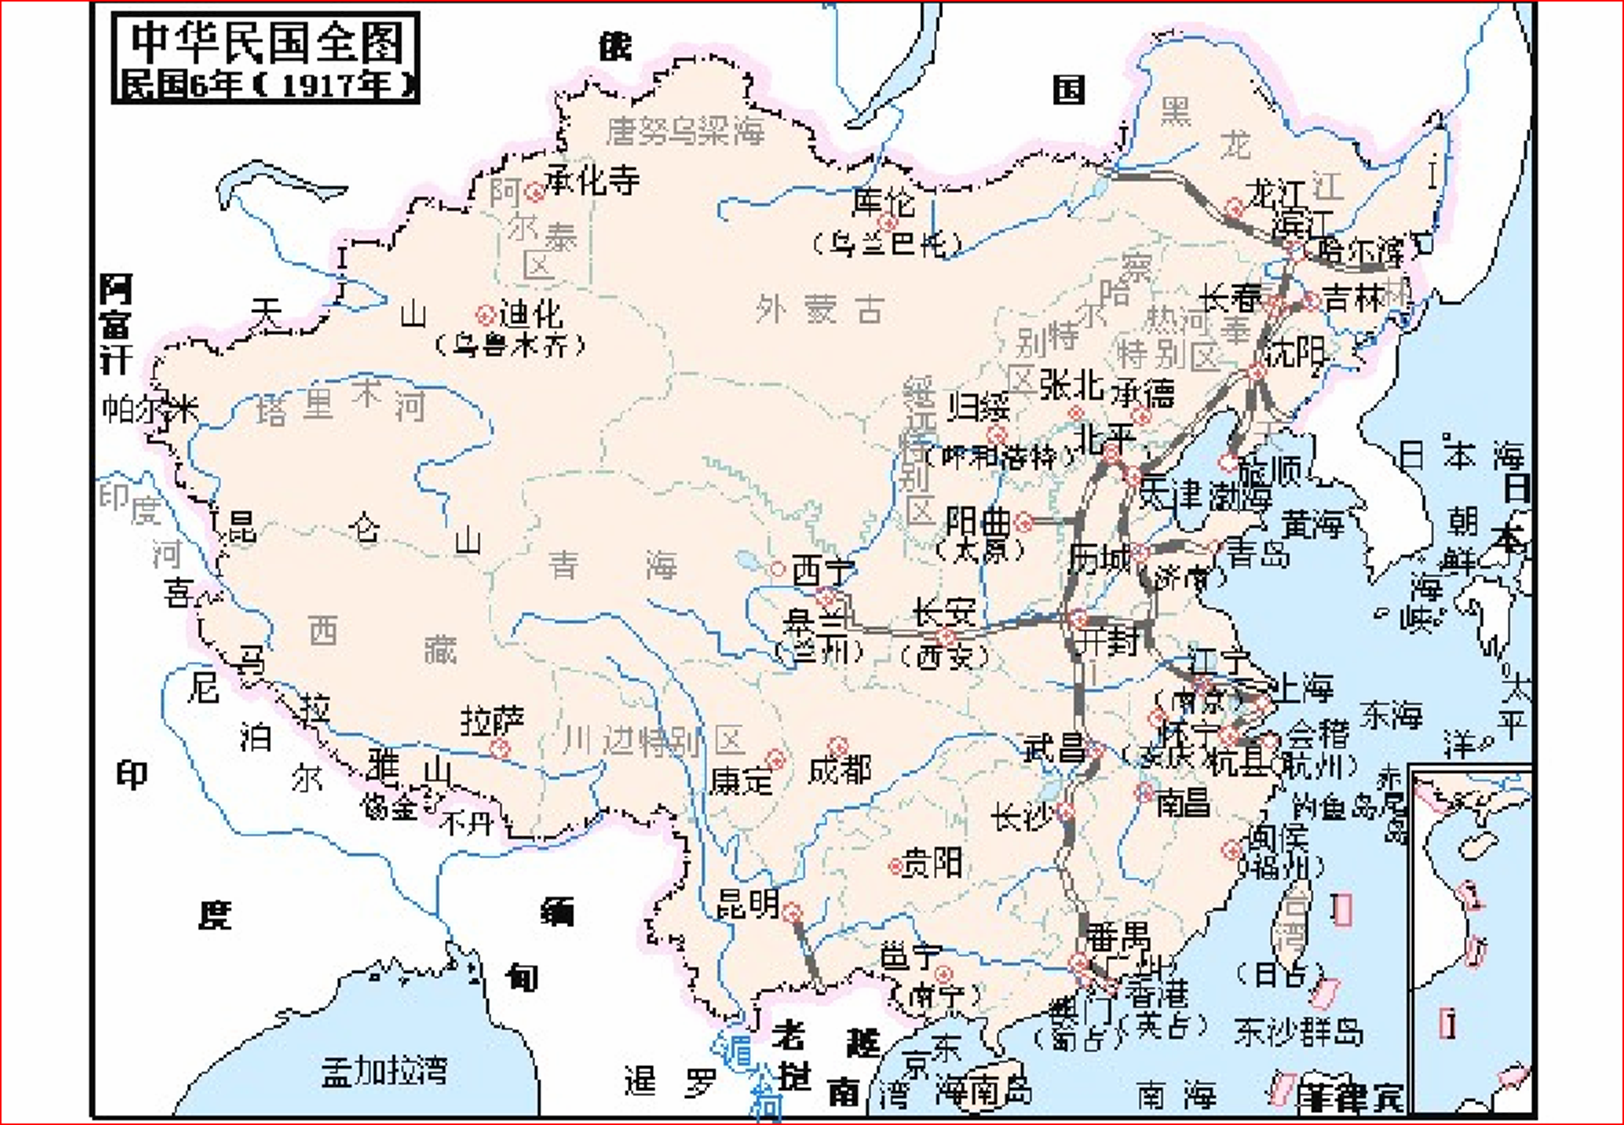 中华民国全图
民国6年(1917年)
俄
国
唐努乌梁海
黑
龙
江
阿
尔
泰
区
承化寺
库伦
(乌兰巴托)
龙江
滨江
(哈尔滨)
阿富汗
天
山
迪化
(乌鲁木齐)
外蒙古
察
哈
尔
特
别
区
热河
特别区
奉
天
长春
吉林
林
沈阳
帕尔米
塔里木河
绥远特别区
归绥
(呼和浩特)
张北
承德
北平
天津
渤海
旅顺
日本海
日
本
印度河
昆
仑
山
阳曲
(太原)
历城
(济南)
青岛
黄海
朝
鲜
海
峡
青海
西宁
皋兰
(兰州)
长安
(西安)
开封
喜
马
拉
雅
山
西藏
尼
泊
尔
拉萨
江宁
(南京)
上海
东海
太
平
洋
川边特别区
康定
成都
武昌
怀宁
(安庆)
杭县
(杭州)
会稽
印
度
锡金
不丹
长沙
南昌
钓鱼岛
赤
尾
岛
闽侯
(福州)
贵阳
昆明
缅
甸
台
湾
(日占)
邕宁
(南宁)
番禺
(广州)
澳门
(葡占)
香港
(英占)
东沙群岛
孟加拉湾
暹罗
湄公河
老
挝
越
南
东
京
湾
海南岛
南海
菲律宾